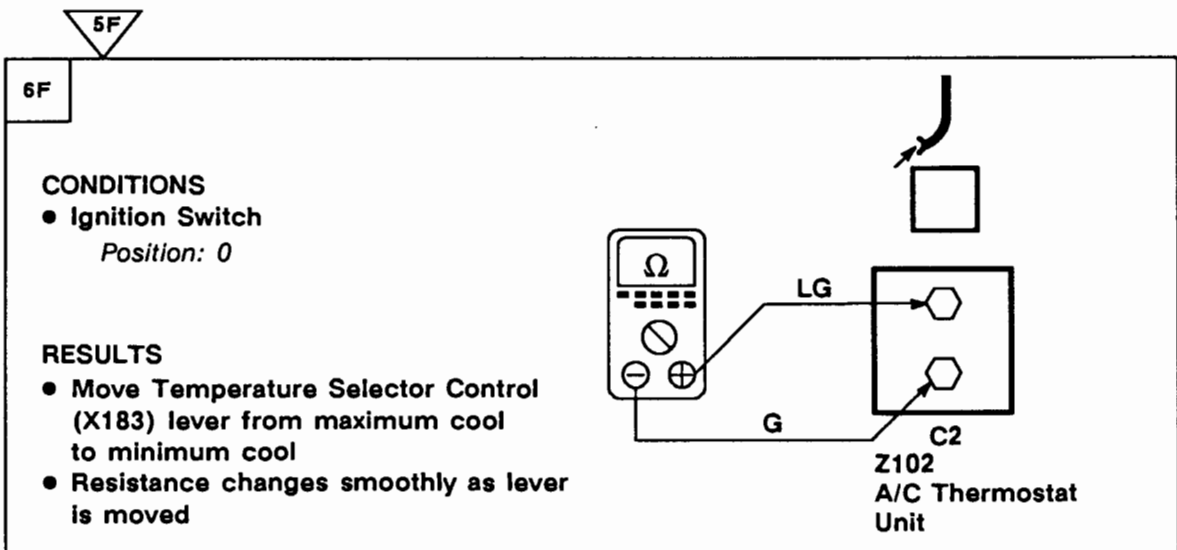 5F
6F
CONDITIONS
● Ignition Switch
Position: 0
RESULTS
● Move Temperature Selector Control
(X183) lever from maximum cool
to minimum cool
● Resistance changes smoothly as lever
is moved
Ω
LG
G
C2
Z102
A/C Thermostat
Unit